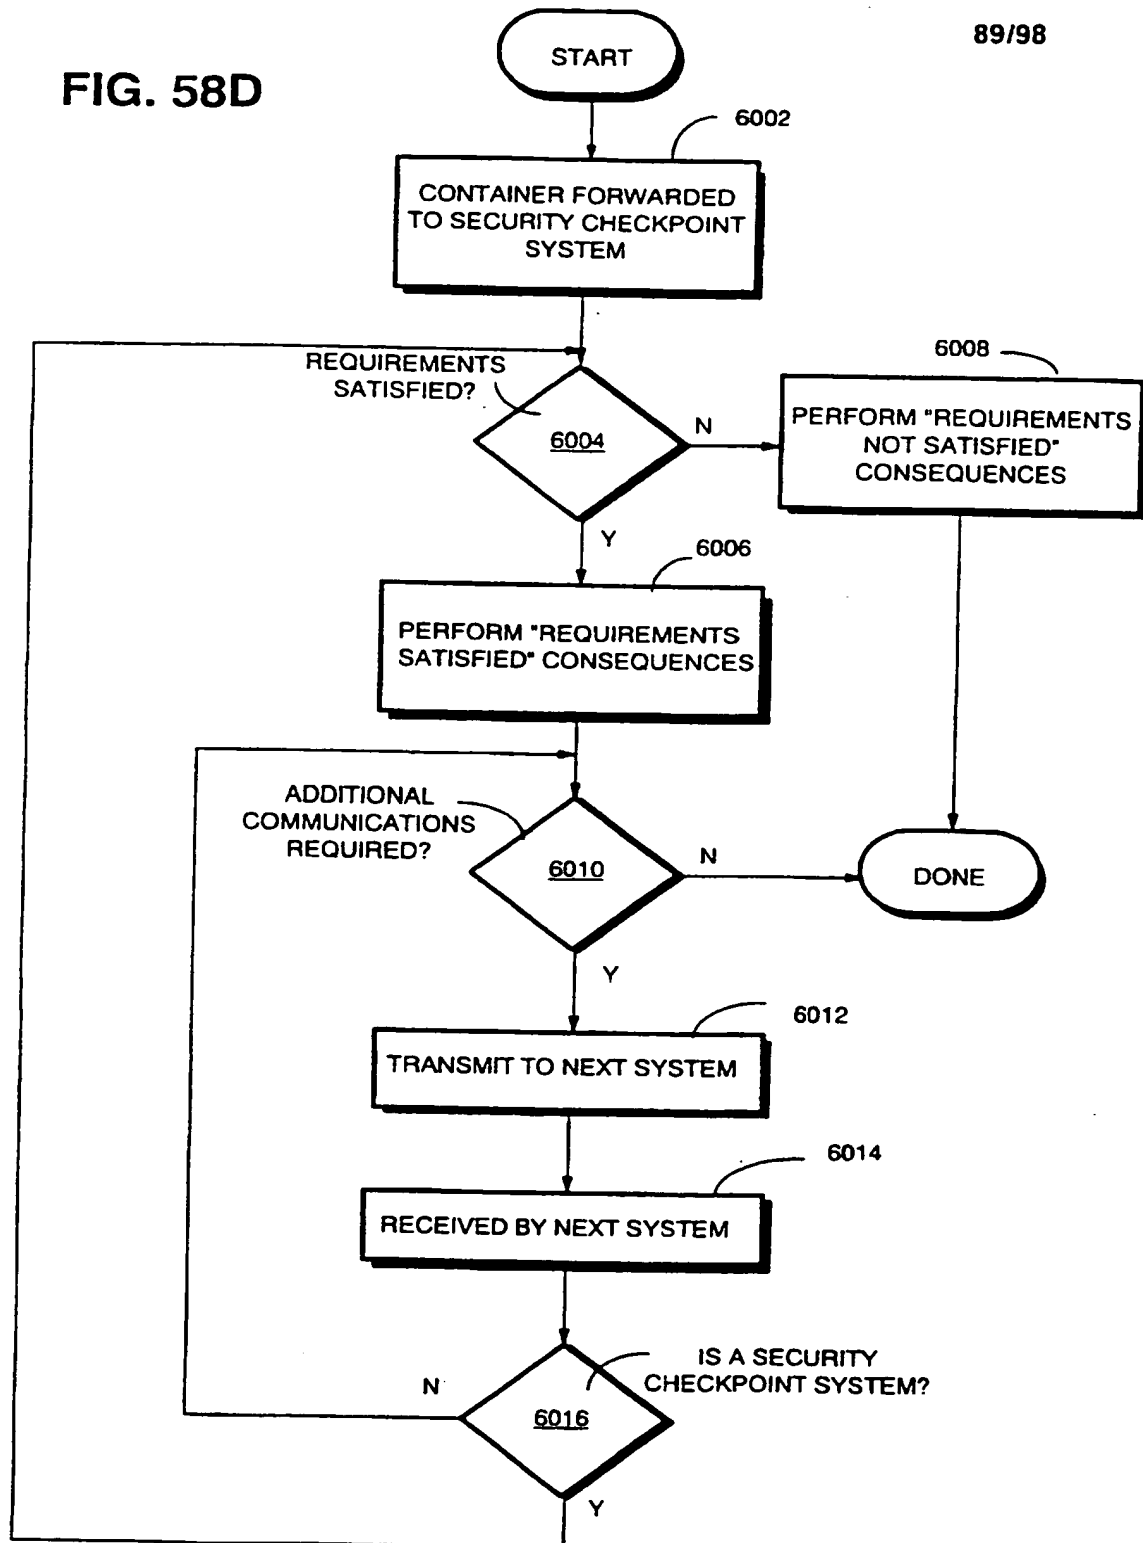 89/98
FIG. 58D
START
6002
CONTAINER FORWARDED
TO SECURITY CHECKPOINT
SYSTEM
REQUIREMENTS
SATISFIED?
6004
N
Y
6008
PERFORM "REQUIREMENTS
NOT SATISFIED"
CONSEQUENCES
6006
PERFORM "REQUIREMENTS
SATISFIED" CONSEQUENCES
ADDITIONAL
COMMUNICATIONS
REQUIRED?
6010
N
DONE
Y
6012
TRANSMIT TO NEXT SYSTEM
6014
RECEIVED BY NEXT SYSTEM
IS A SECURITY
CHECKPOINT SYSTEM?
N
6016
Y